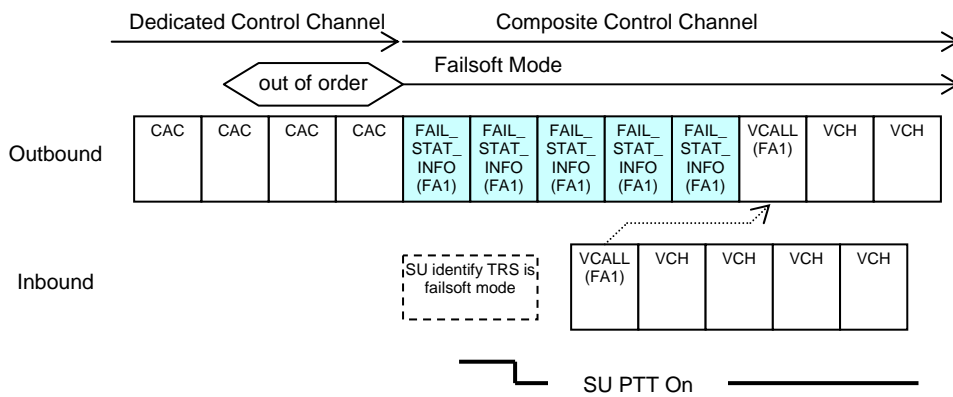 Dedicated Control Channel
Composite Control Channel
out of order
Failsoft Mode
Outbound
CAC
CAC
CAC
CAC
FAIL_
STAT_
INFO
(FA1)
FAIL_
STAT_
INFO
(FA1)
FAIL_
STAT_
INFO
(FA1)
FAIL_
STAT_
INFO
(FA1)
FAIL_
STAT_
INFO
(FA1)
VCALL
(FA1)
VCH
VCH
Inbound
SU identify TRS is
failsoft mode
VCALL
(FA1)
VCH
VCH
VCH
VCH
SU PTT On